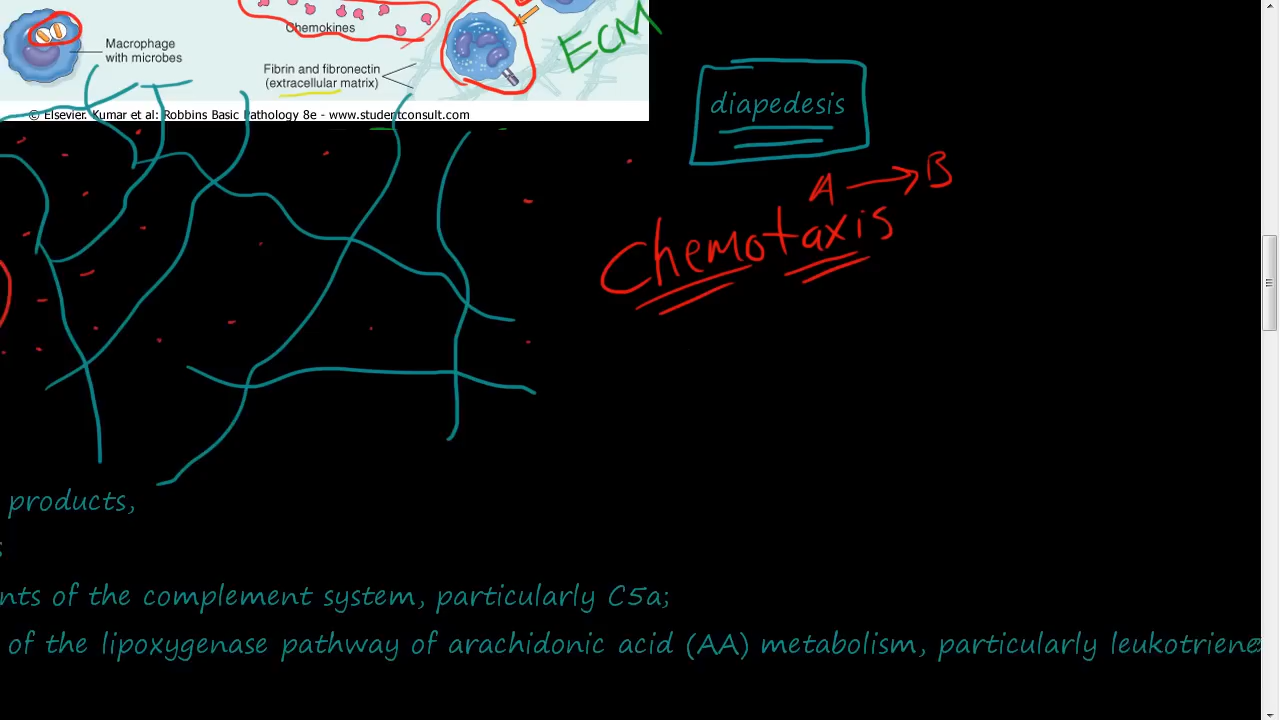 Chemokines
Macrophage
with microbes
ECM
Fibrin and fibronectin
(extracellular matrix)
© Elsevier. Kumar et al: Robbins Basic Pathology 8e - www.studentconsult.com
diapedesis
A → B
Chemotaxis
products,
s
nts of the complement system, particularly C5a;
of the lipoxygenase pathway of arachidonic acid (AA) metabolism, particularly leukotriene